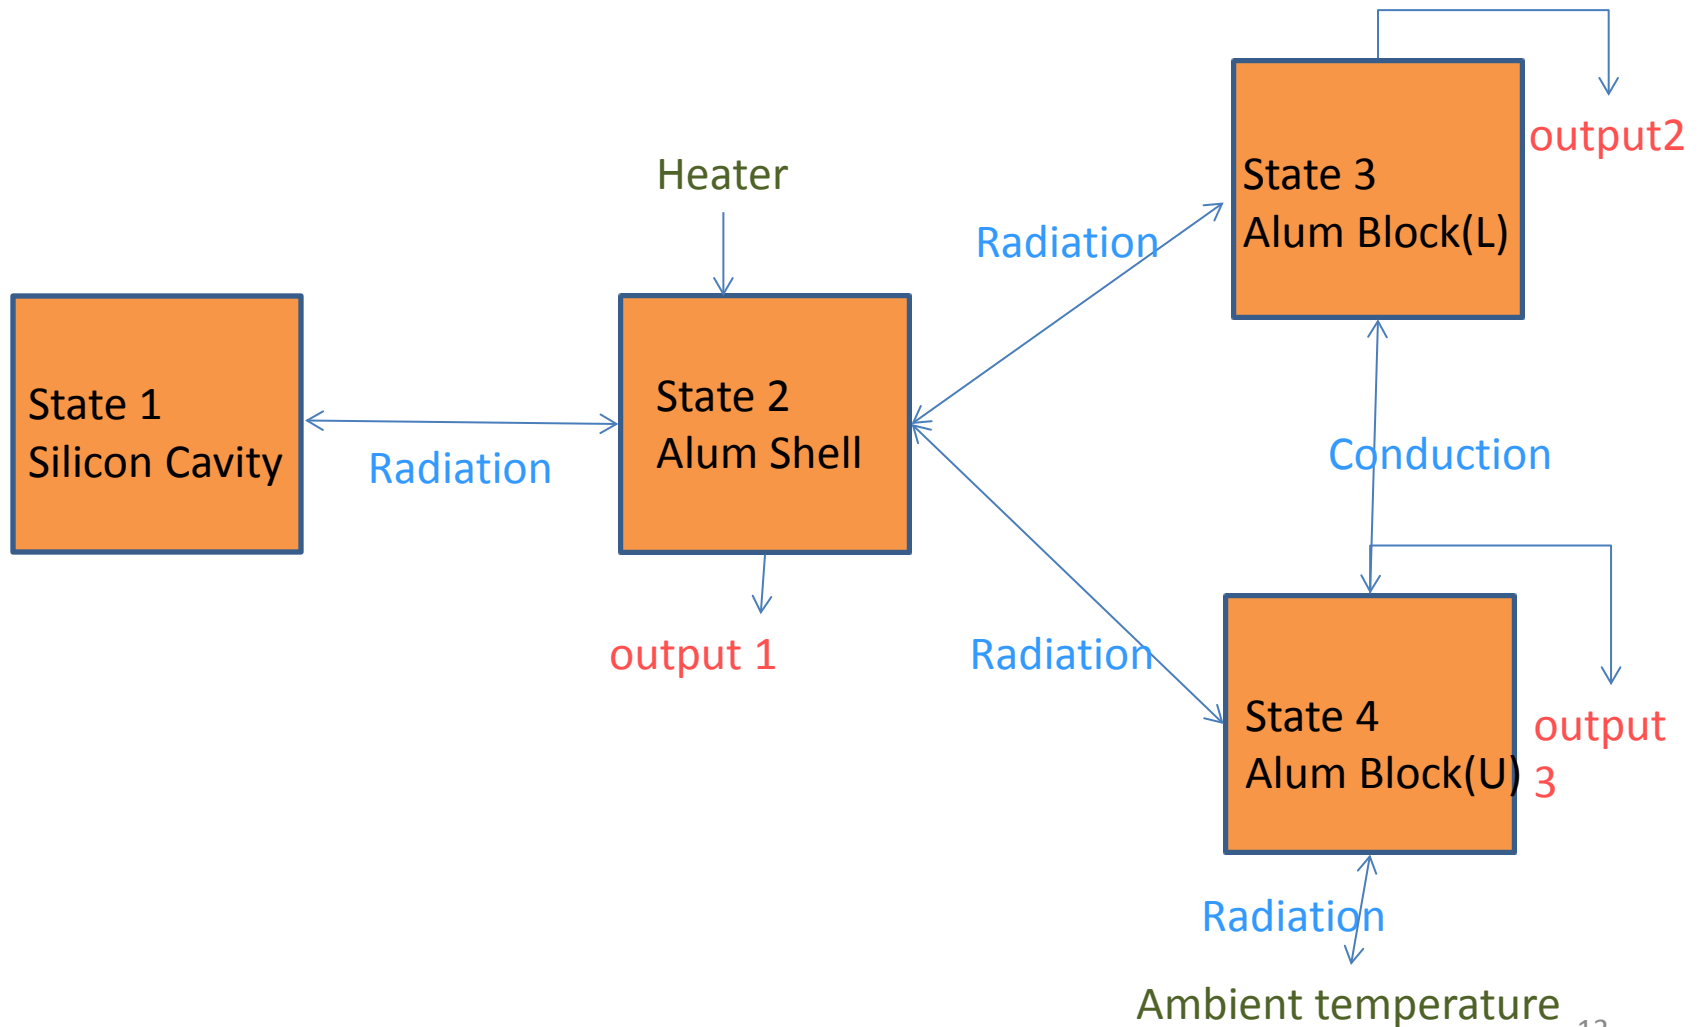 output2
Heater
State 3
Alum Block(L)
Radiation
State 1
Silicon Cavity
State 2
Alum Shell
Radiation
Conduction
output 1
Radiation
State 4
Alum Block(U)
output
3
Radiation
Ambient temperature